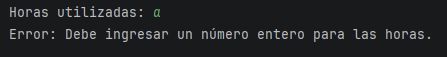 Horas utilizadas: a
Error: Debe ingresar un número entero para las horas.